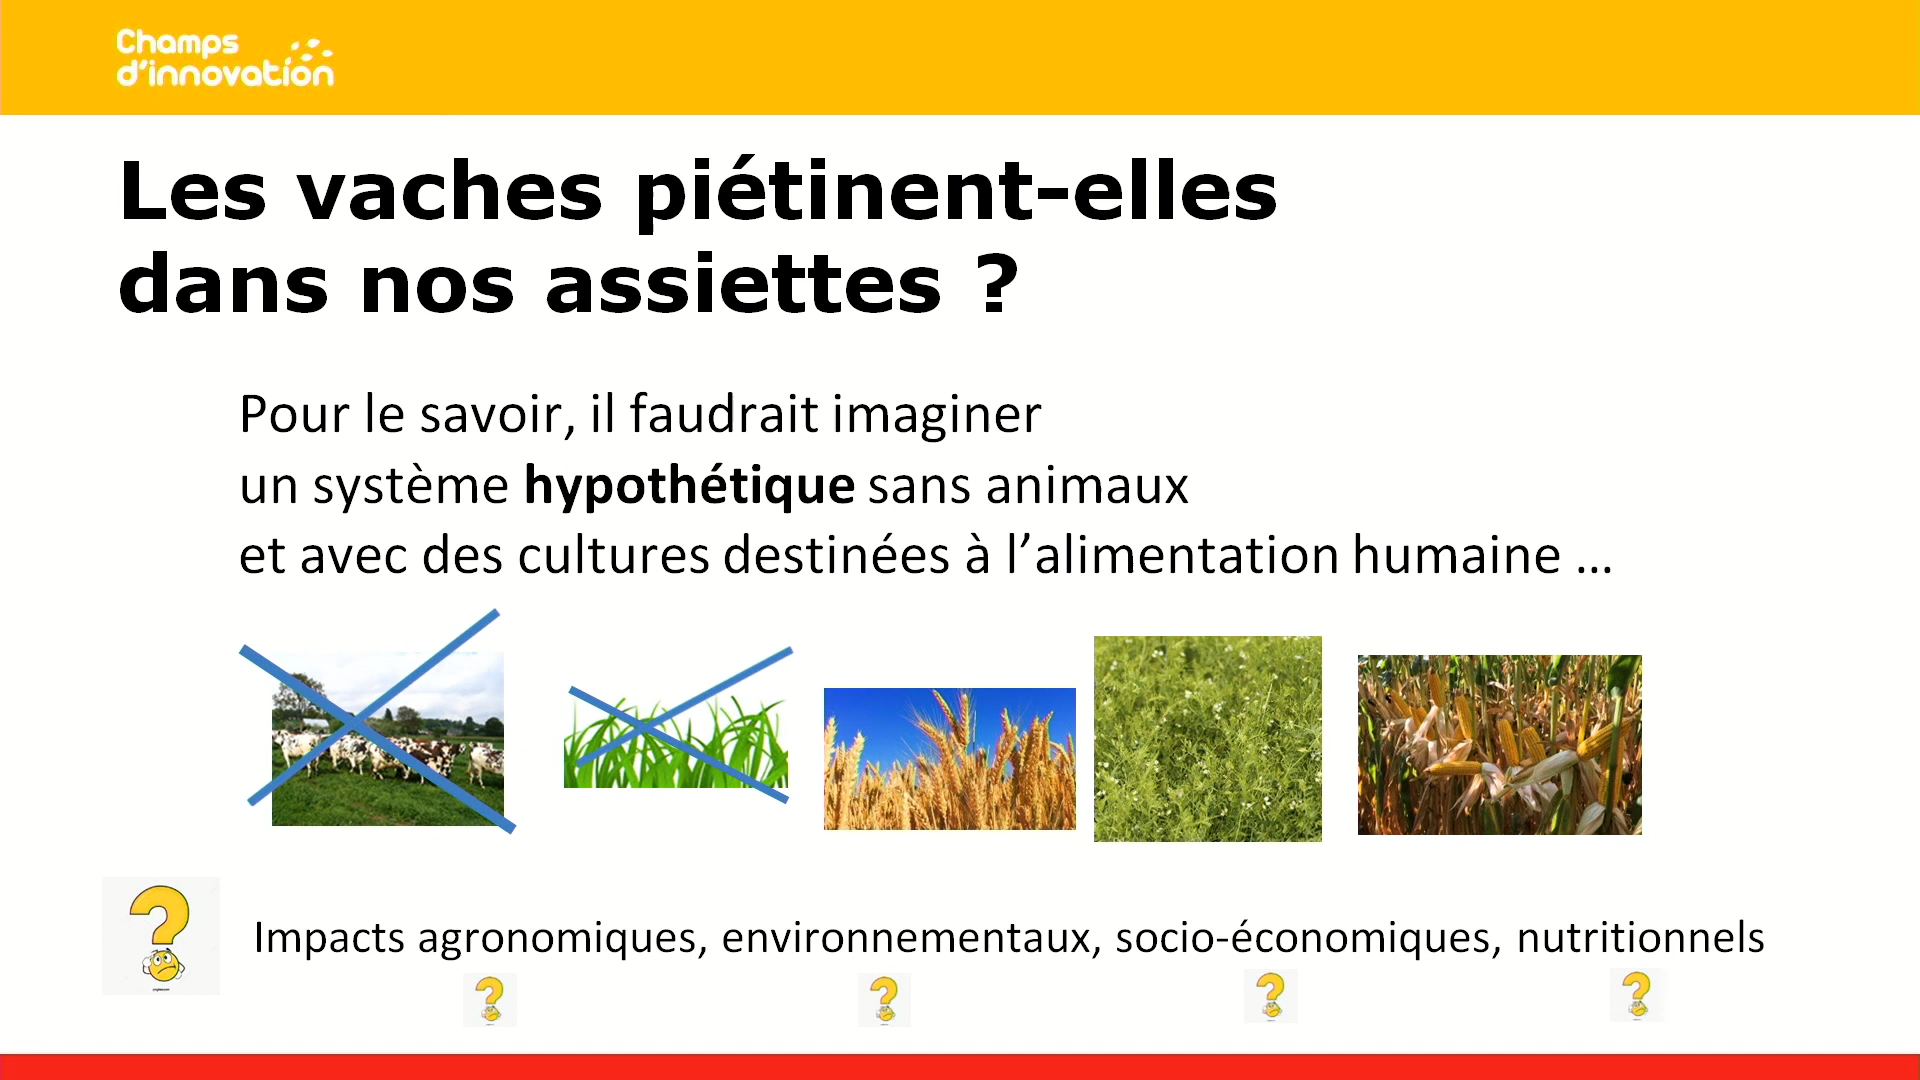 Champs
d'innovation
Les vaches piétinent-elles
dans nos assiettes ?
Pour le savoir, il faudrait imaginer
un système hypothétique sans animaux
et avec des cultures destinées à l’alimentation humaine ...
Impacts agronomiques, environnementaux, socio-économiques, nutritionnels